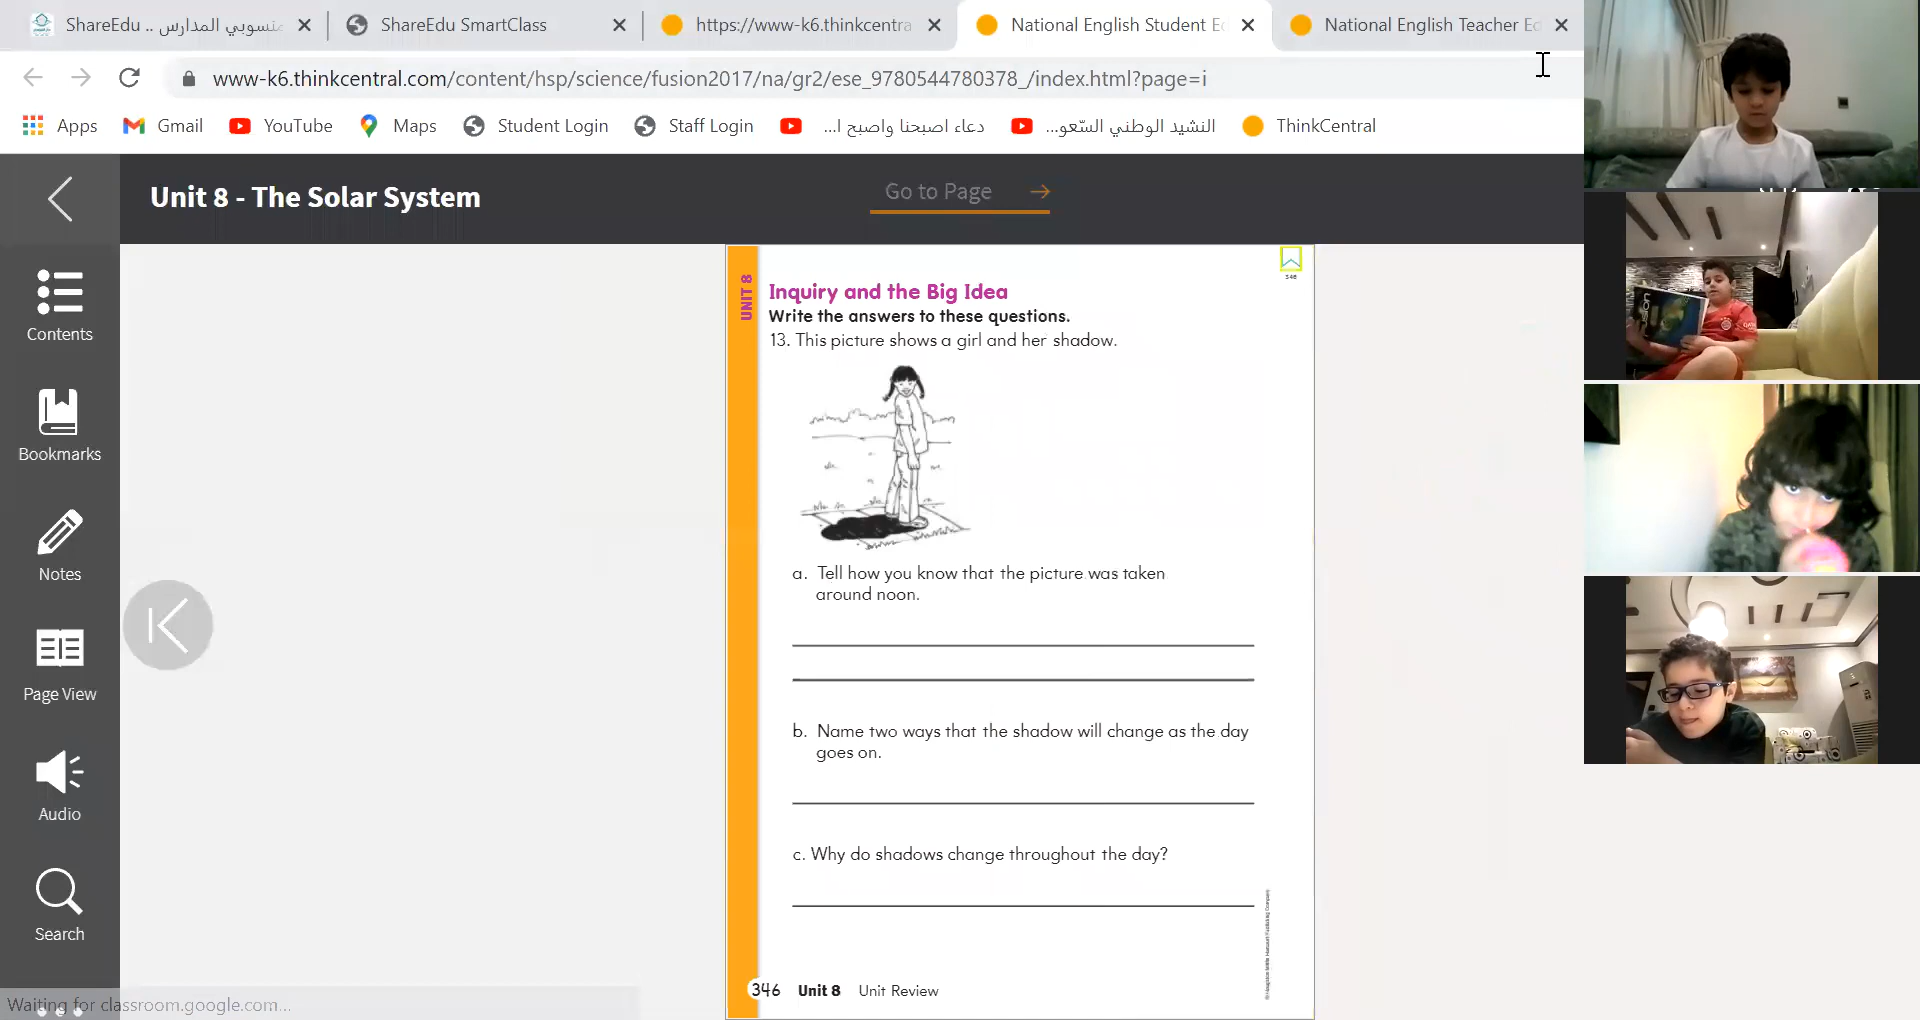 ShareEdu .. منسوبي المدارس
ShareEdu SmartClass
https://www-k6.thinkcentra
National English Student Ed
National English Teacher Ed
www-k6.thinkcentral.com/content/hsp/science/fusion2017/na/gr2/ese_9780544780378_/index.html?page=i
Apps
Gmail
YouTube
Maps
Student Login
Staff Login
دعاء اصبحنا واصبح ا...
النشيد الوطني السّعو...
ThinkCentral
Unit 8 - The Solar System
Go to Page
Contents
Bookmarks
Notes
Page View
Audio
Search
UNIT 8
346
Inquiry and the Big Idea
Write the answers to these questions.
13. This picture shows a girl and her shadow.
a. Tell how you know that the picture was taken
around noon.
b. Name two ways that the shadow will change as the day
goes on.
c. Why do shadows change throughout the day?
346 Unit 8 Unit Review
Waiting for classroom.google.com...